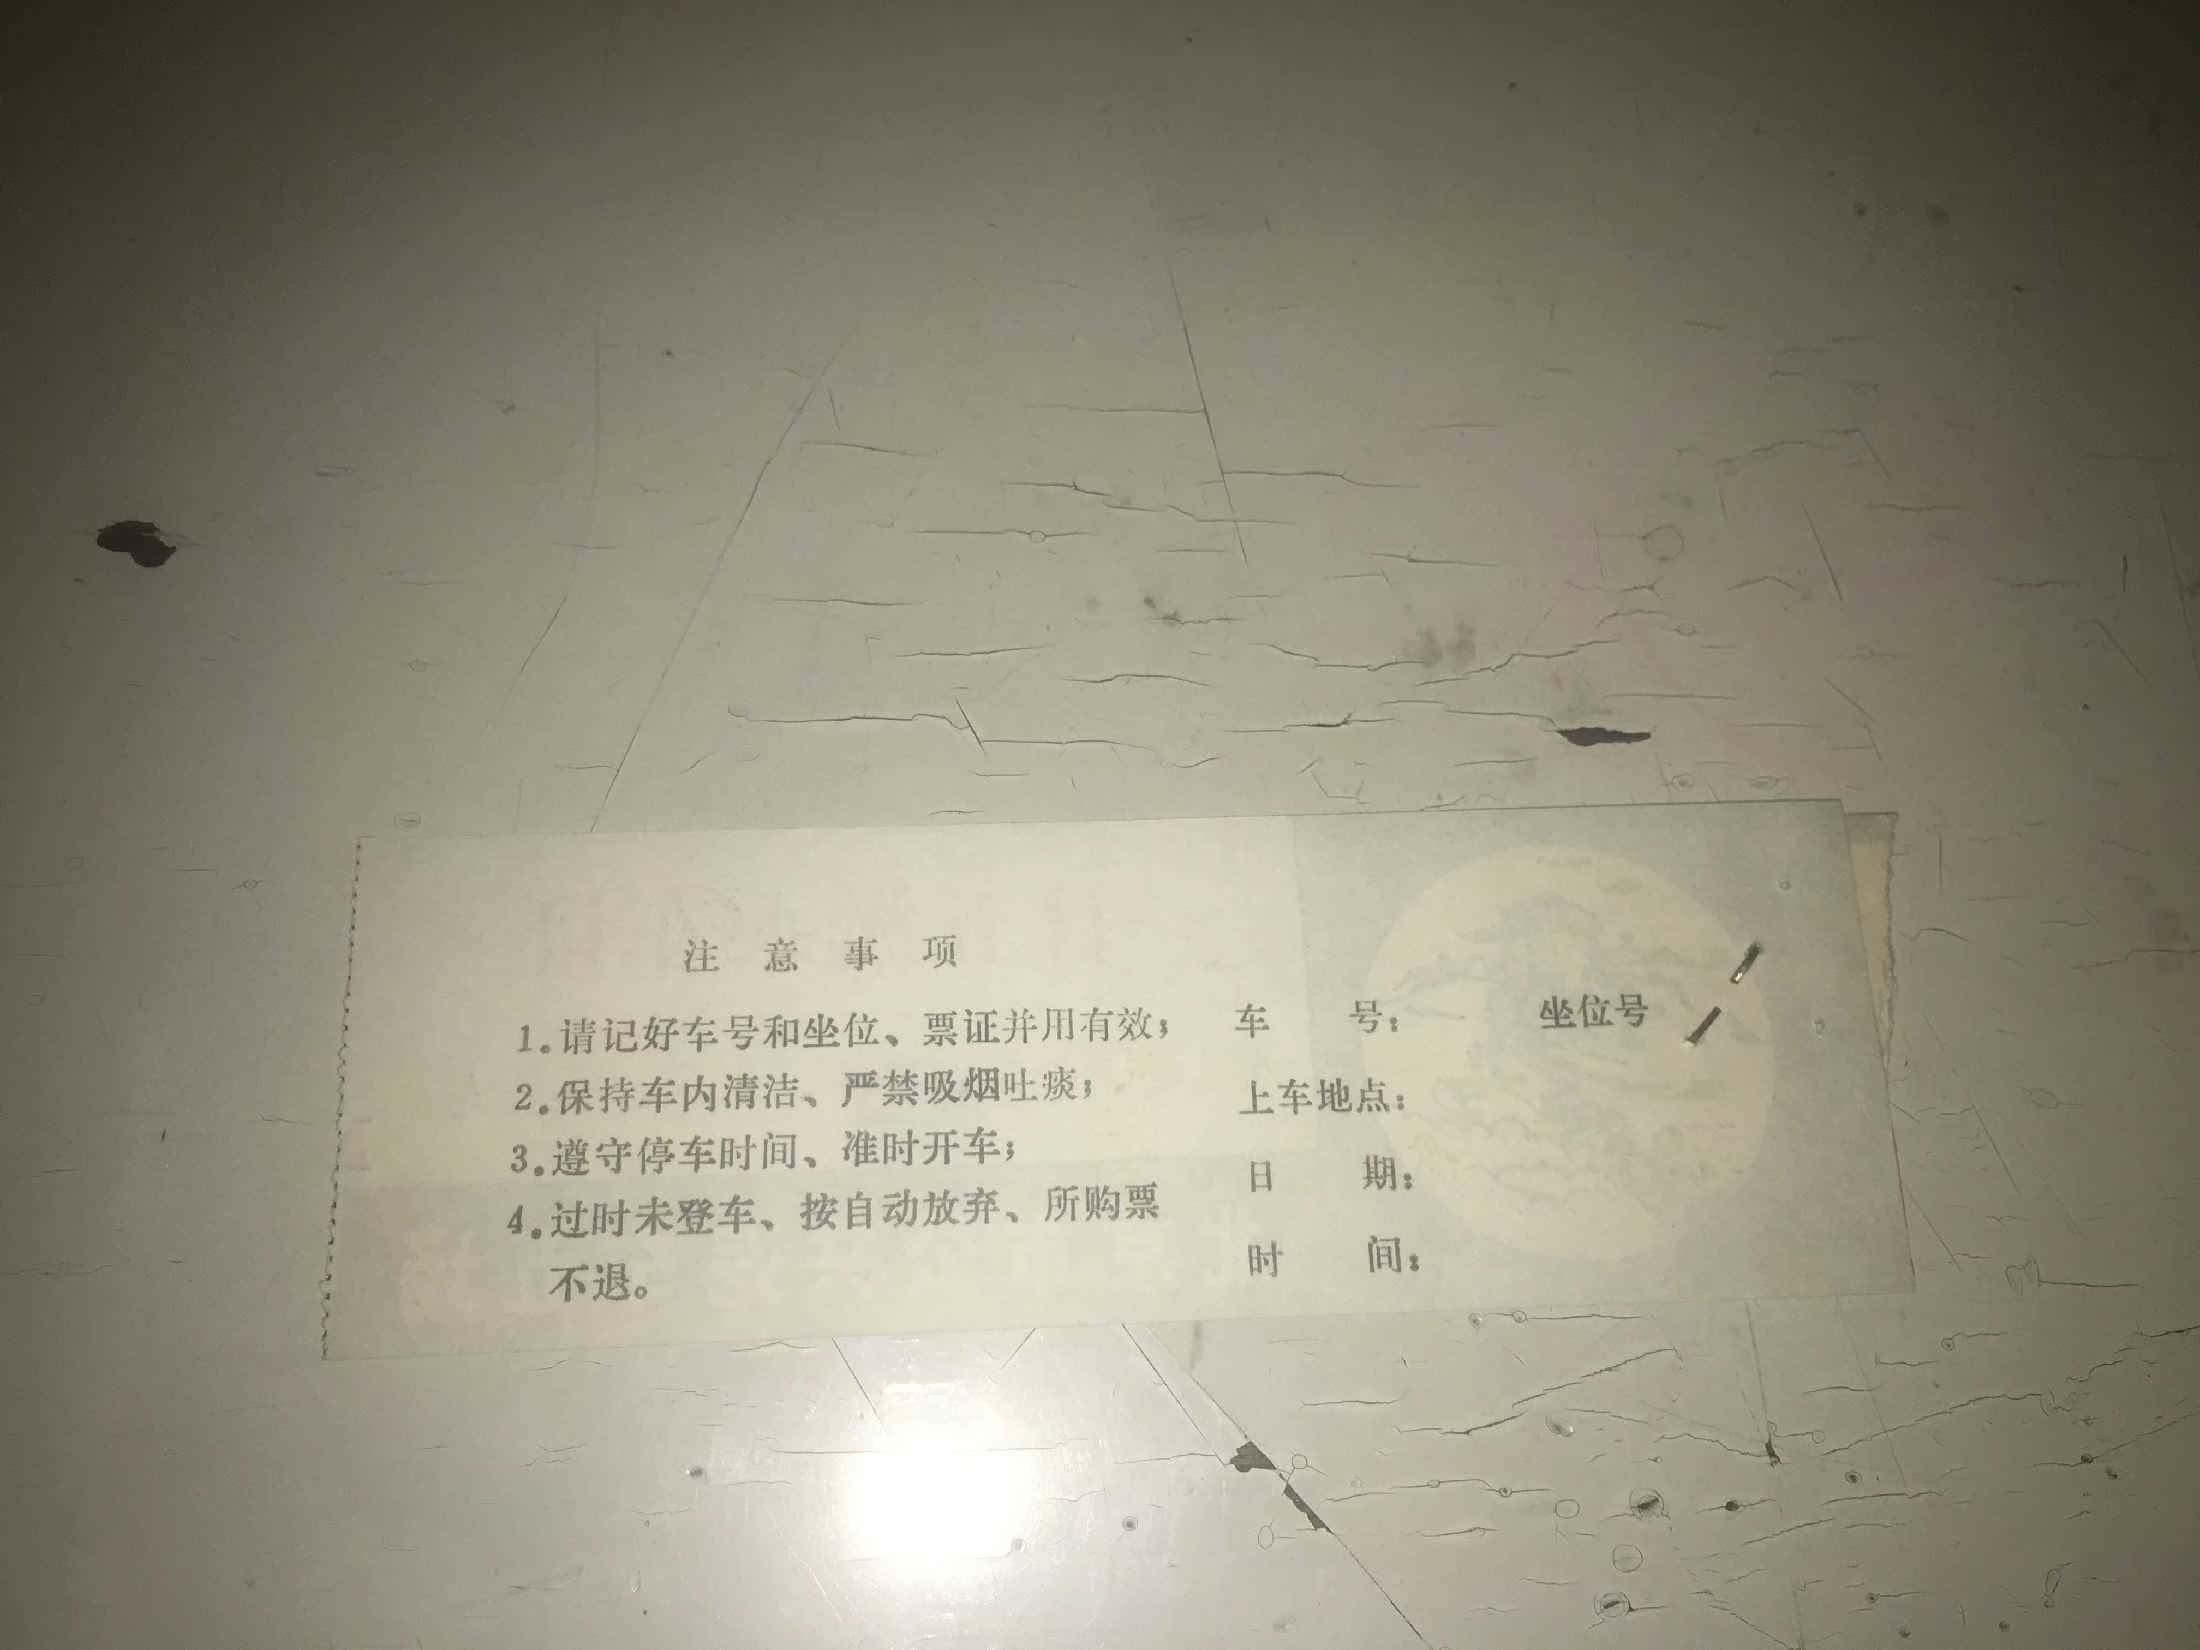 注意事项
1.请记好车号和坐位、票证并用有效;
2.保持车内清洁、严禁吸烟吐痰;
3.遵守停车时间、准时开车;
4.过时未登车、按自动放弃、所购票
不退。
车号: 坐位号
上车地点:
日期:
时间: